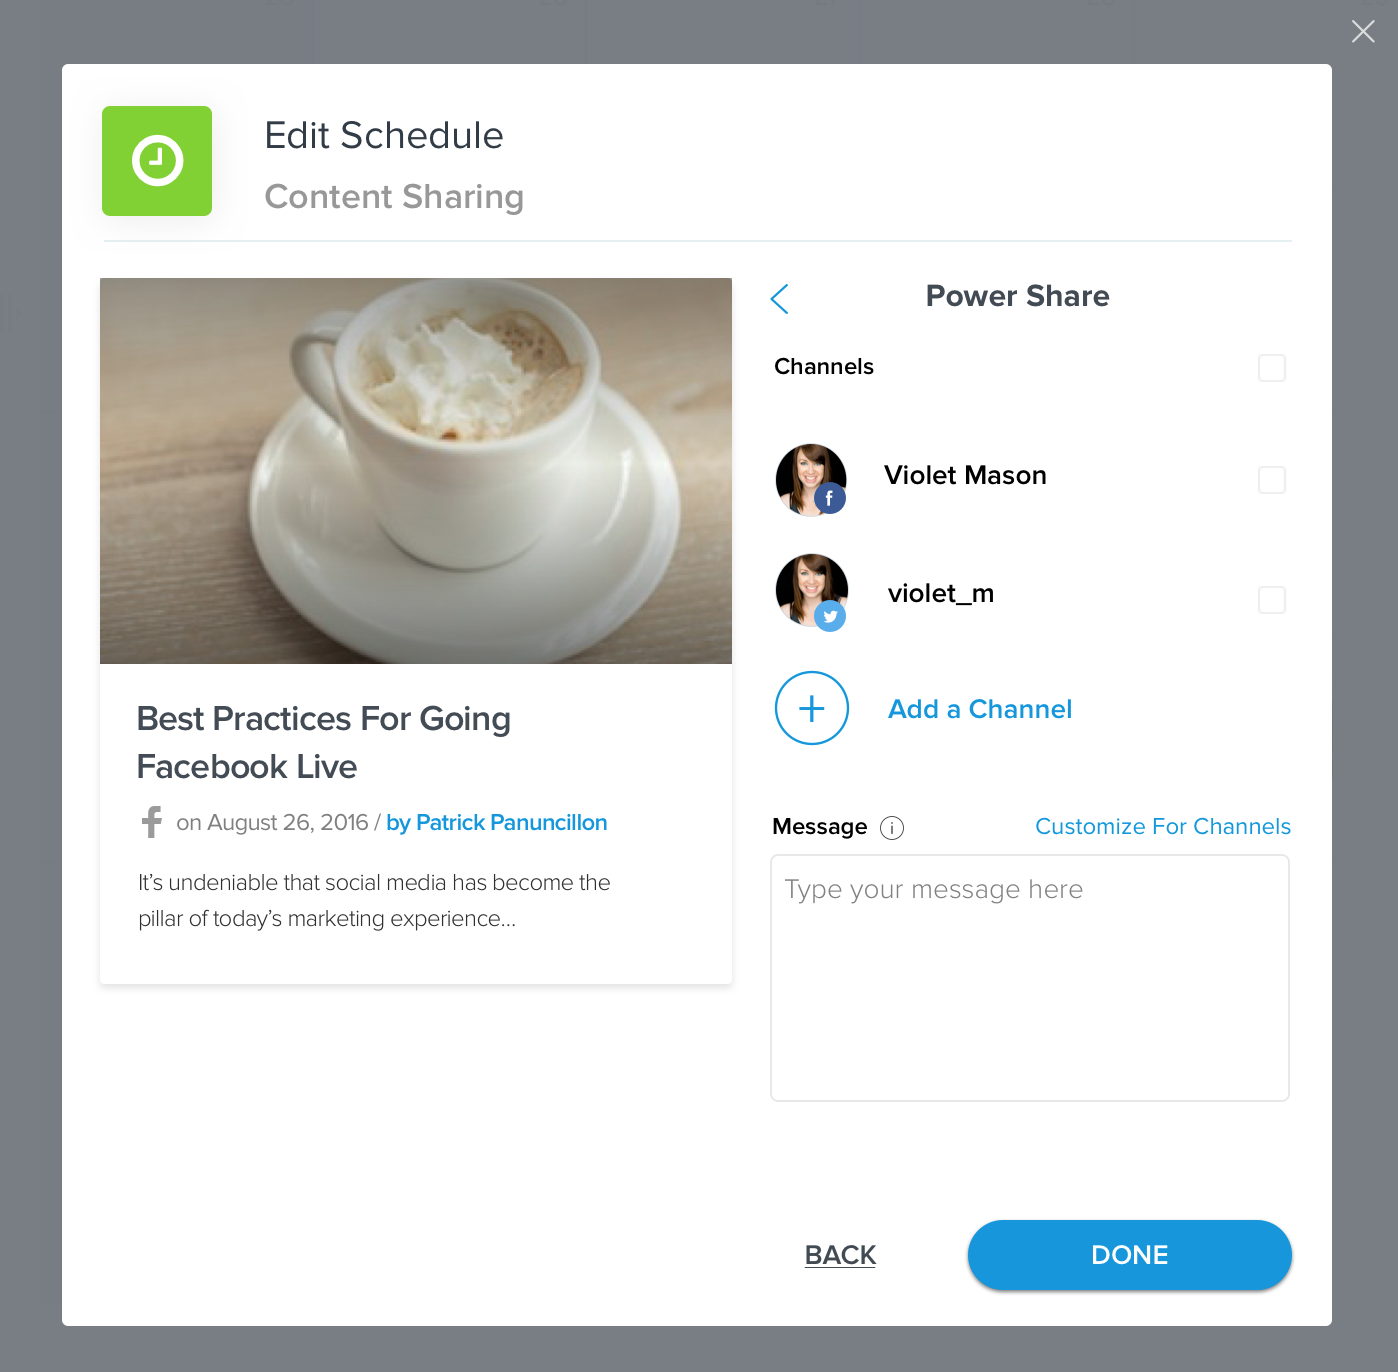 Edit Schedule
Content Sharing
Power Share
Channels
Violet Mason
violet_m
Add a Channel
Best Practices For Going
Facebook Live
on August 26, 2016 / by Patrick Panuncillon
It’s undeniable that social media has become the
pillar of today’s marketing experience...
Message
Customize For Channels
Type your message here
BACK
DONE